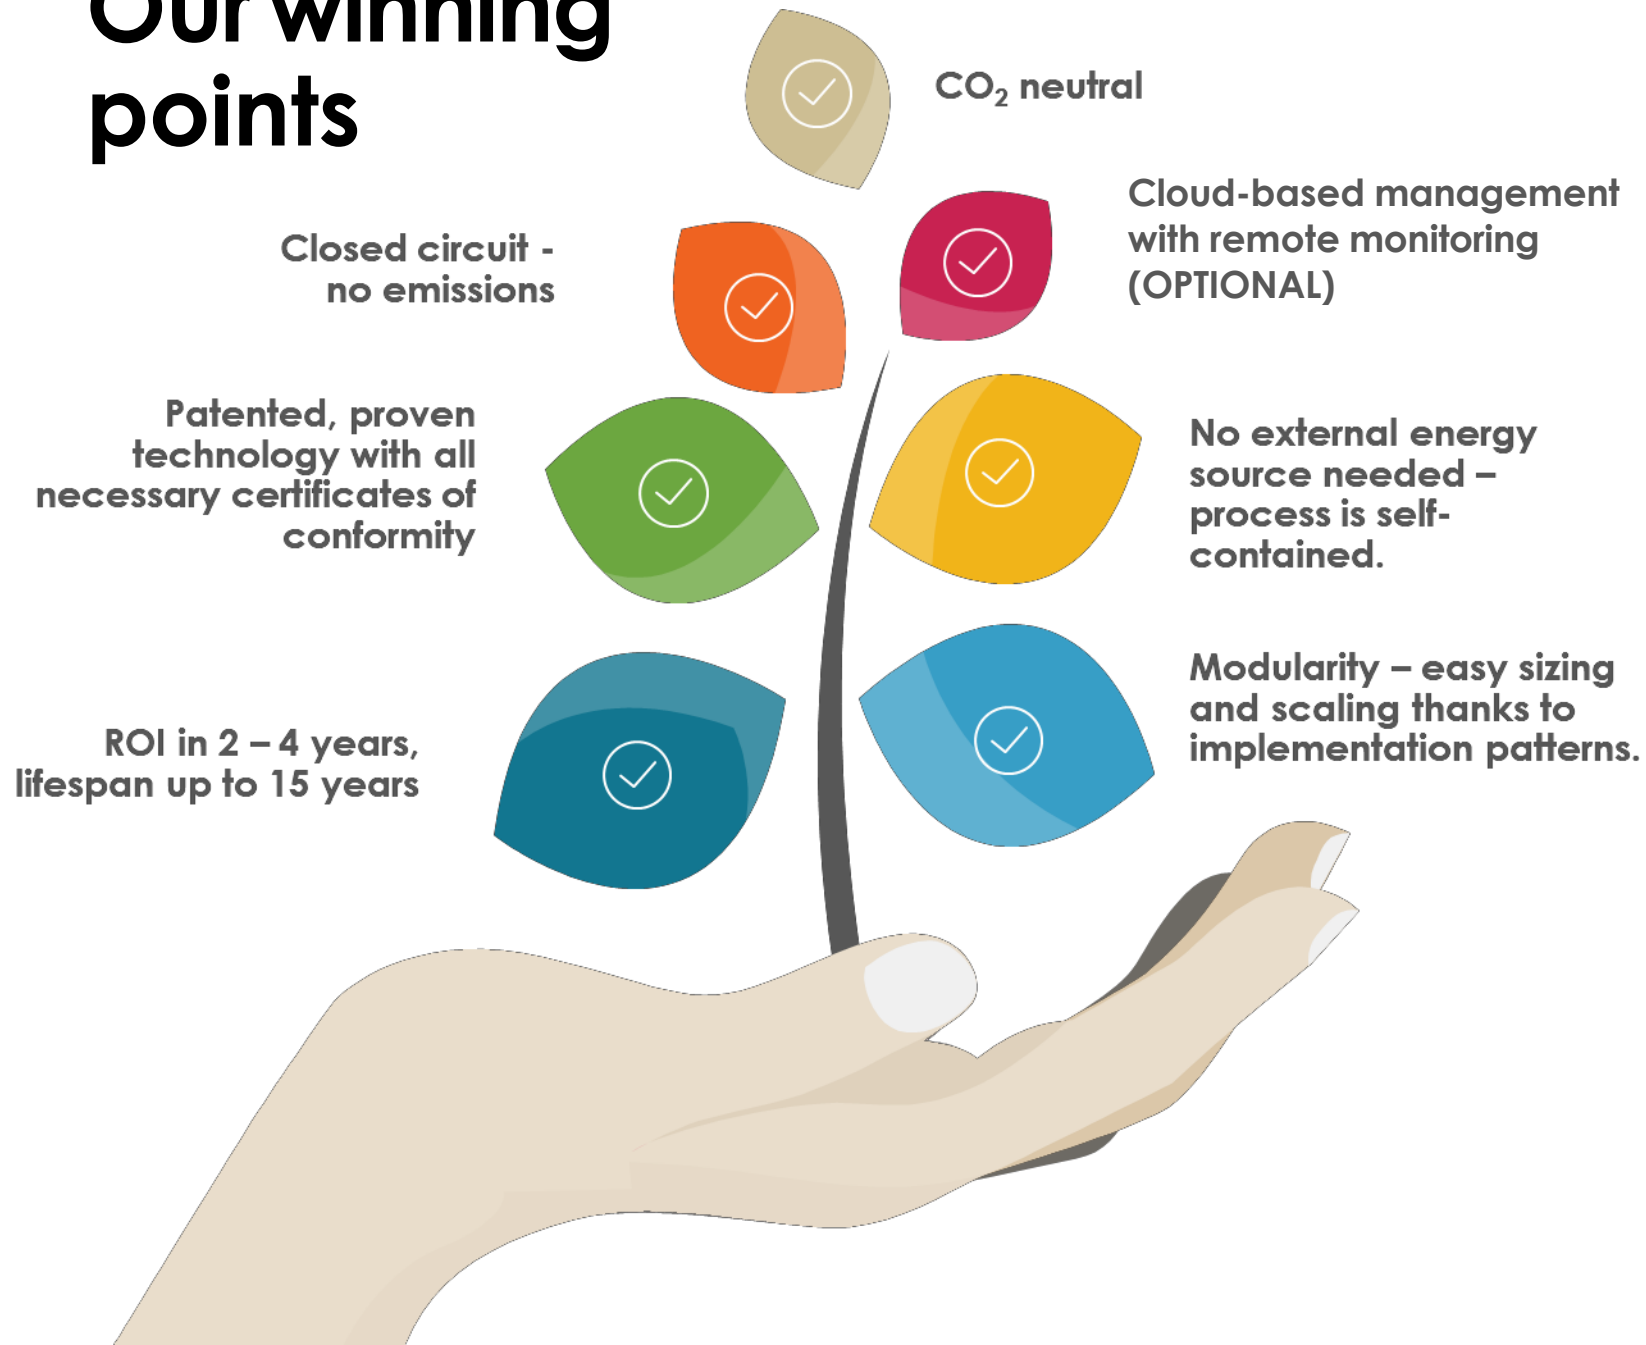 Our winning
points
CO₂ neutral
Cloud-based management
with remote monitoring
(OPTIONAL)
Closed circuit -
no emissions
Patented, proven
technology with all
necessary certificates of
conformity
No external energy
source needed –
process is self-
contained.
ROI in 2 – 4 years,
lifespan up to 15 years
Modularity – easy sizing
and scaling thanks to
implementation patterns.